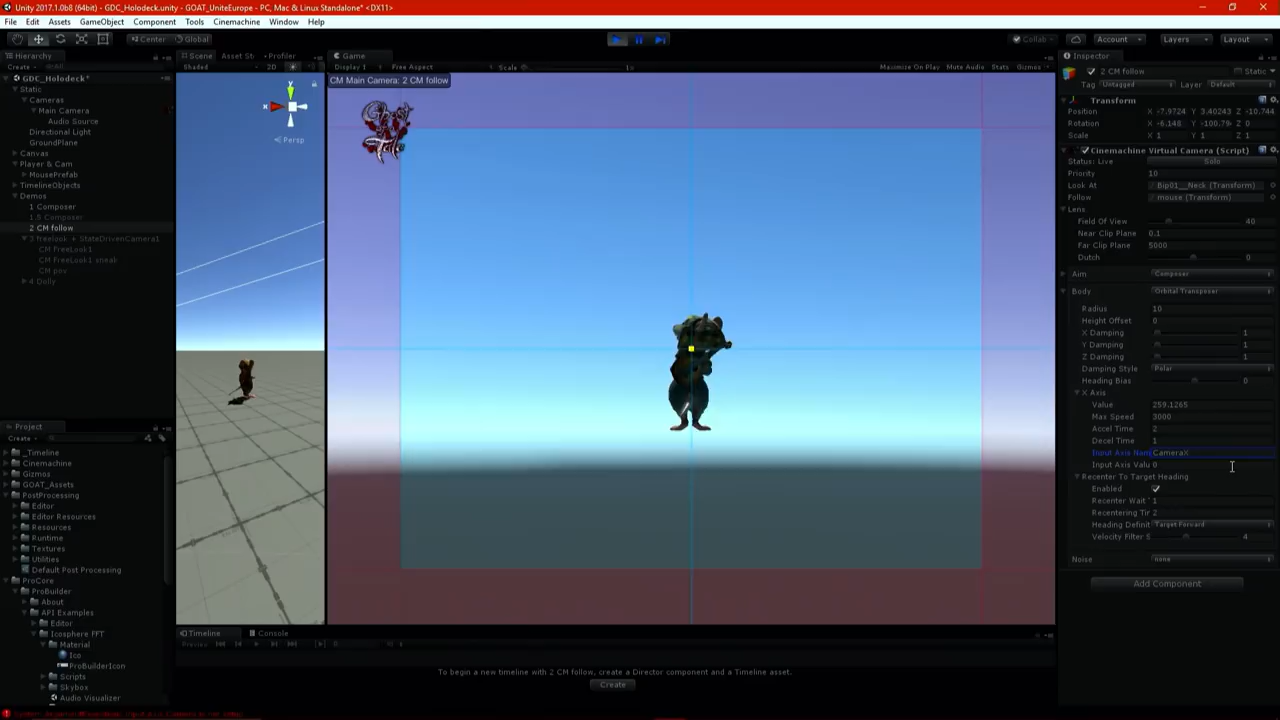 Unity 2017.1.0b8 (64bit) - GDC_Holodeck.unity - GOAT_UniteEurope - PC, Mac & Linux Standalone* <DX11>
File Edit Assets GameObject Component Tools Cinemachine Window Help
Center Global Collab Account Layers Layout
Hierarchy
Create
GDC_Holodeck*
Static
Cameras
Main Camera
Audio Source
Directional Light
GroundPlane
Canvas
Player & Cam
MousePrefab
TimelineObjects
Demos
1 Composer
1.5 Composer
2 CM follow
3 freelook + StateDrivenCamera1
CM FreeLook1
CM FreeLook1 sneak
CM pov
4 Dolly
Project
Create
_Timeline
Cinemachine
Gizmos
GOAT_Assets
PostProcessing
Editor
Editor Resources
Resources
Runtime
Textures
Utilities
Default Post Processing
ProCore
ProBuilder
About
API Examples
Editor
Icosphere FFT
Material
Ico
ProBuilderIcon
Scripts
Skybox
Audio Visualizer
Scene Asset St Profiler
Shaded 2D
y
x
Persp
Game
Display 1 Free Aspect Scale 1x Maximize On Play Mute Audio Stats Gizmos
CM Main Camera: 2 CM follow
Timeline Console
Preview
To begin a new timeline with 2 CM follow, create a Director component and a Timeline asset.
Create
Inspector
2 CM follow Static
Tag Untagged Layer Default
Transform
Position X -7.9724 Y 3.40243 Z -10.744
Rotation X -6.148 Y -100.79 Z 0
Scale X 1 Y 1 Z 1
Cinemachine Virtual Camera (Script)
Status: Live Solo
Priority 10
Look At Bip01__Neck (Transform)
Follow mouse (Transform)
Lens
Field Of View 40
Near Clip Plane 0.1
Far Clip Plane 5000
Dutch 0
Aim Composer
Body Orbital Transposer
Radius 10
Height Offset 0
X Damping 1
Y Damping 1
Z Damping 1
Damping Style Polar
Heading Bias 0
X Axis
Value 259.1265
Max Speed 3000
Accel Time 2
Decel Time 1
Input Axis Nam CameraX
Input Axis Valu 0
Recenter To Target Heading
Enabled
Recenter Wait 1
Recentering Tir 2
Heading Definit Target Forward
Velocity Filter S 4
Noise none
Add Component